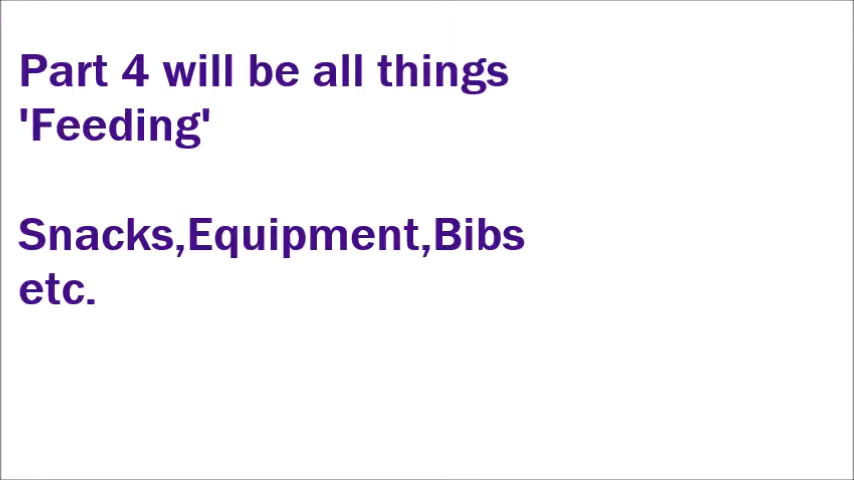 Part 4 will be all things
'Feeding'
Snacks,Equipment,Bibs
etc.